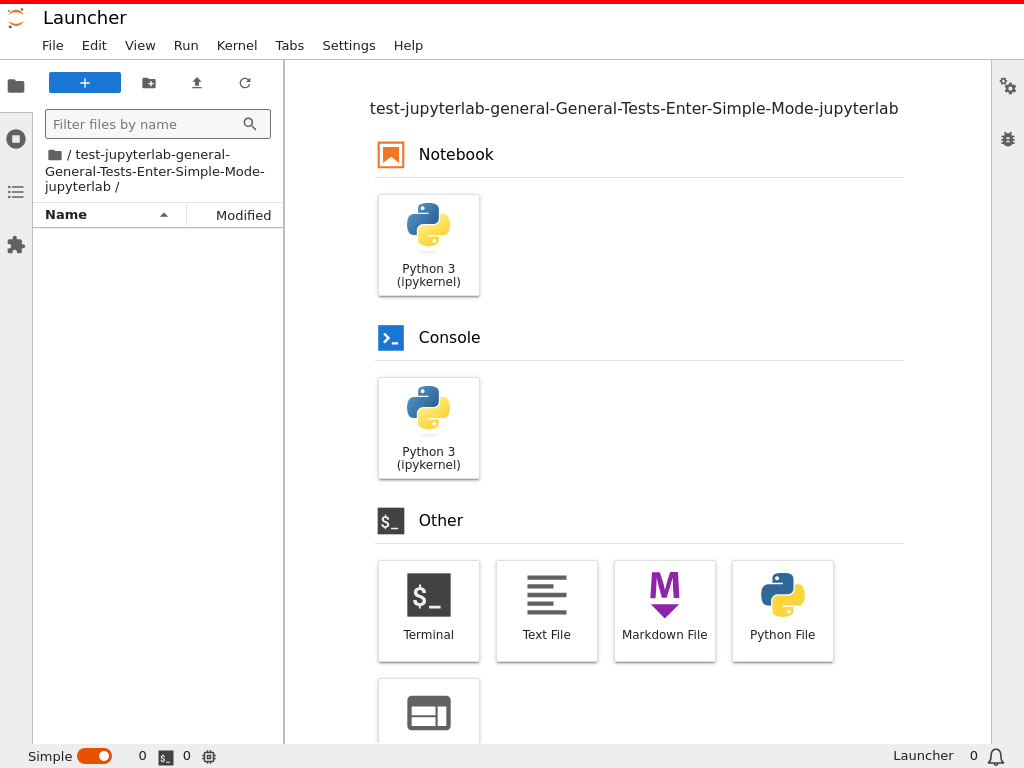 Launcher
File Edit View Run Kernel Tabs Settings Help
Filter files by name
/ test-jupyterlab-general-
General-Tests-Enter-Simple-Mode-
jupyterlab /
Name Modified
test-jupyterlab-general-General-Tests-Enter-Simple-Mode-jupyterlab
Notebook
Python 3
(ipykernel)
Console
Python 3
(ipykernel)
$_ Other
$_
Terminal Text File Markdown File Python File
Simple 0 $_ 0 Launcher 0